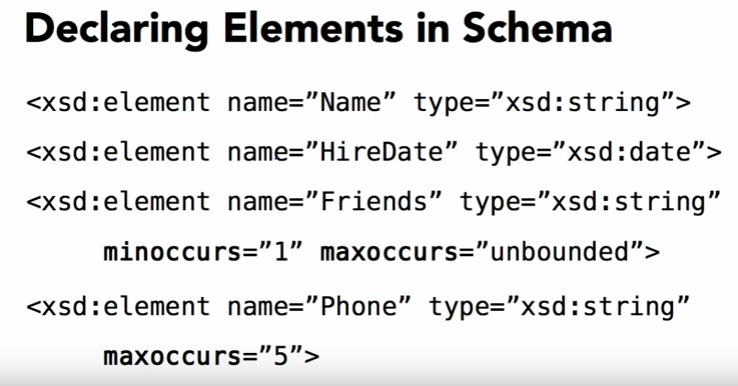 Declaring Elements in Schema
<xsd:element name=”Name” type=”xsd:string”>
<xsd:element name=”HireDate” type=”xsd:date”>
<xsd:element name=”Friends” type=”xsd:string”
minoccurs=”1” maxoccurs=”unbounded”>
<xsd:element name=”Phone” type=”xsd:string”
maxoccurs=”5”>